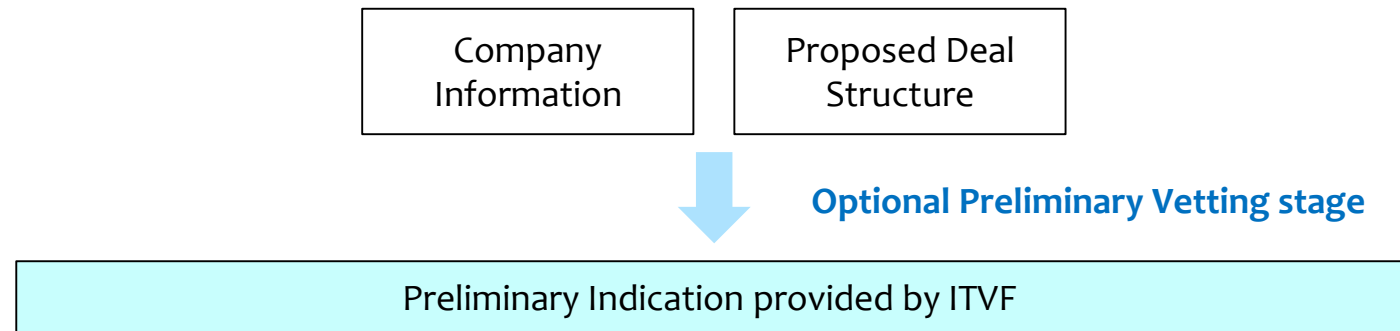 Company
Information
Proposed Deal
Structure
Optional Preliminary Vetting stage
Preliminary Indication provided by ITVF